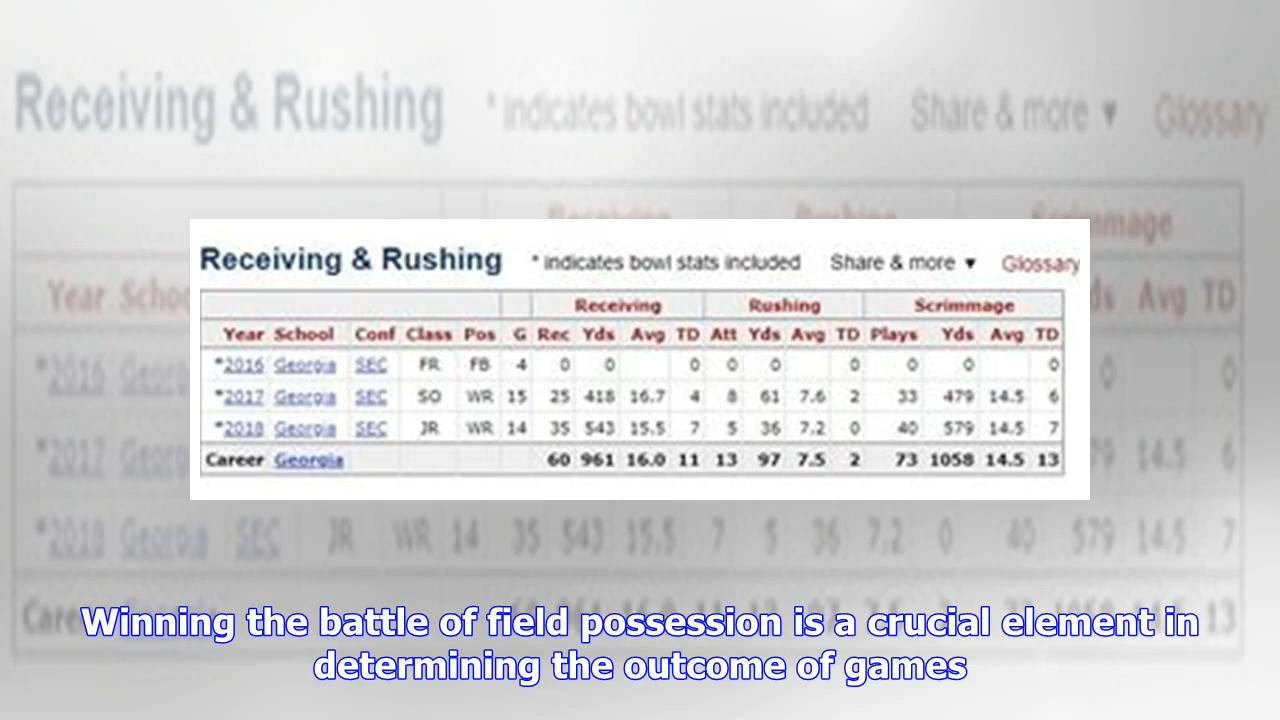 Receiving & Rushing * Indicates bowl stats included Share & more ▼ Glossary
Receiving Rushing Scrimmage
Year School Conf Class Pos G Rec Yds Avg TD Att Yds Avg TD Plays Yds Avg TD
*2016 Georgia SEC FR FB 4 0 0 0 0 0 0 0 0 0
*2017 Georgia SEC SO WR 15 25 418 16.7 4 8 61 7.6 2 33 479 14.5 6
*2018 Georgia SEC JR WR 14 35 543 15.5 7 5 36 7.2 0 40 579 14.5 7
Career Georgia 60 961 16.0 11 13 97 7.5 2 73 1058 14.5 13
Winning the battle of field possession is a crucial element in
determining the outcome of games